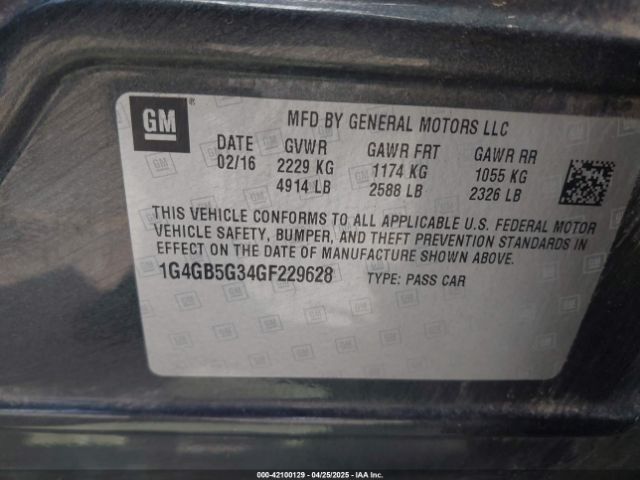 GM ®
MFD BY GENERAL MOTORS LLC
DATE GVWR GAWR FRT GAWR RR
02/16 2229 KG 1174 KG 1055 KG
4914 LB 2588 LB 2326 LB
THIS VEHICLE CONFORMS TO ALL APPLICABLE U.S. FEDERAL MOTOR
VEHICLE SAFETY, BUMPER, AND THEFT PREVENTION STANDARDS IN
EFFECT ON THE DATE OF MANUFACTURE SHOWN ABOVE.
1G4GB5G34GF229628 TYPE: PASS CAR
000-42100129 - 04/25/2025 - IAA Inc.